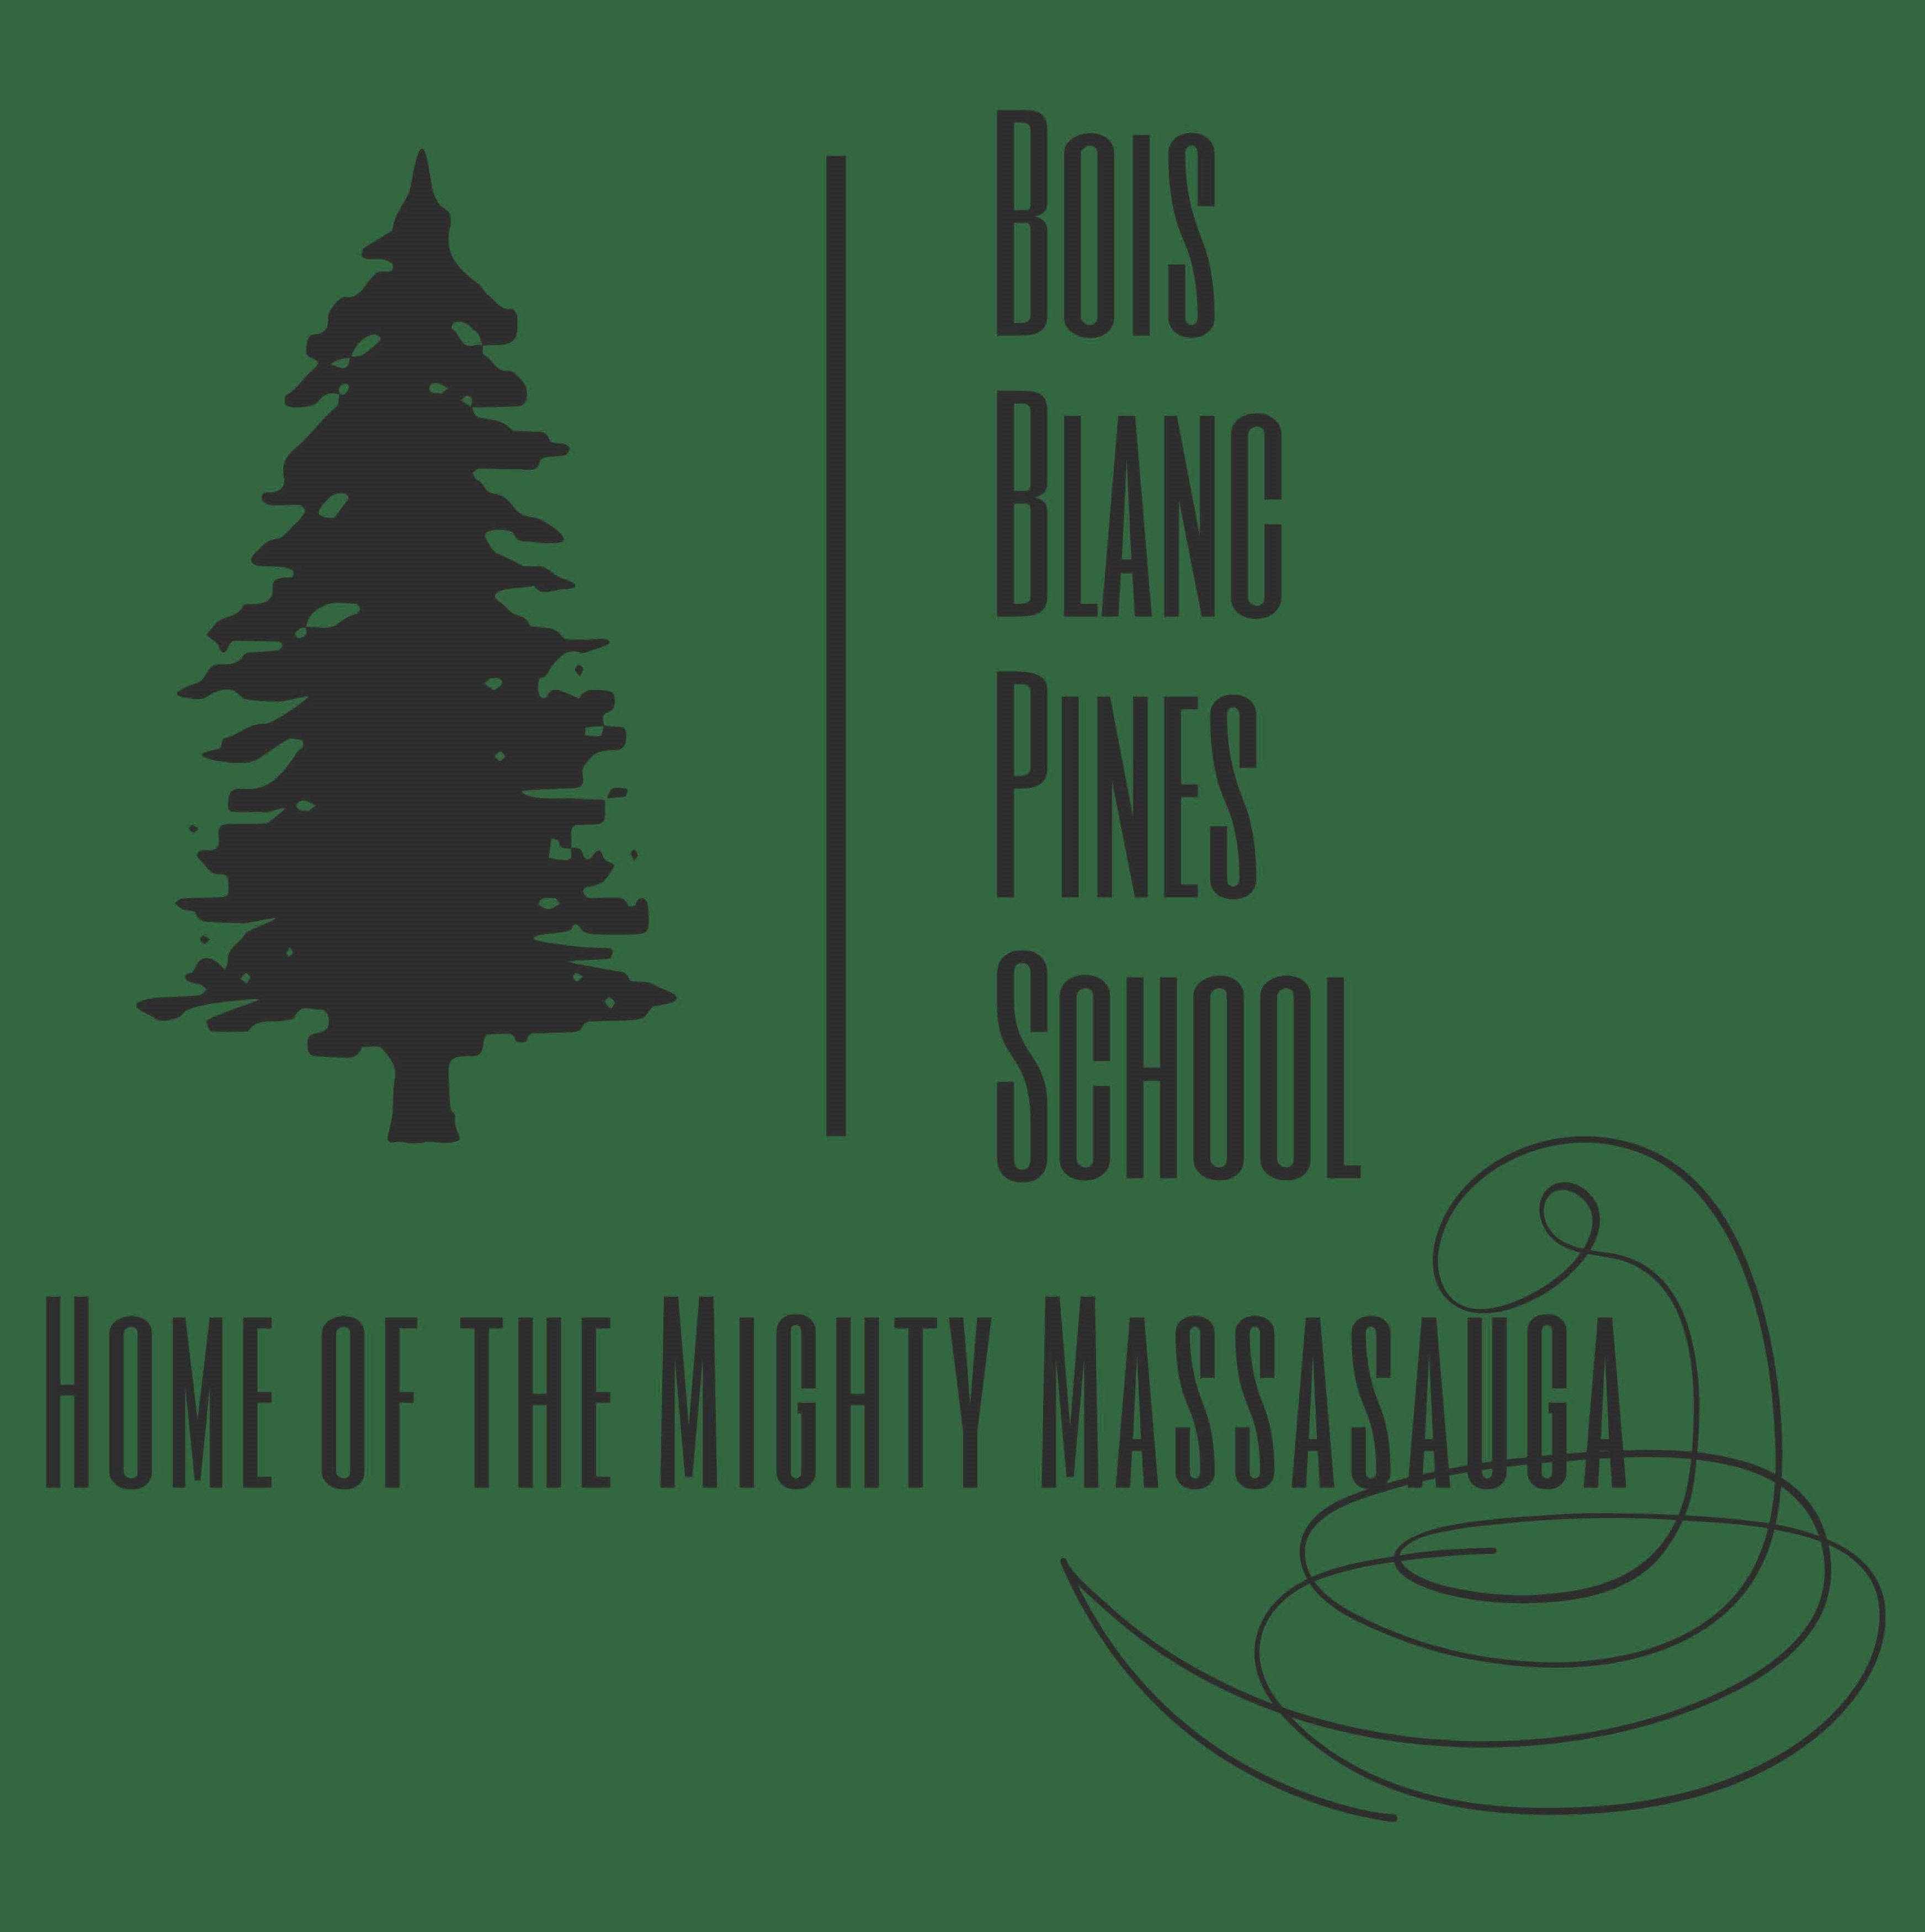 Bois
Blanc
Pines
School
Home of the Mighty Massasauga